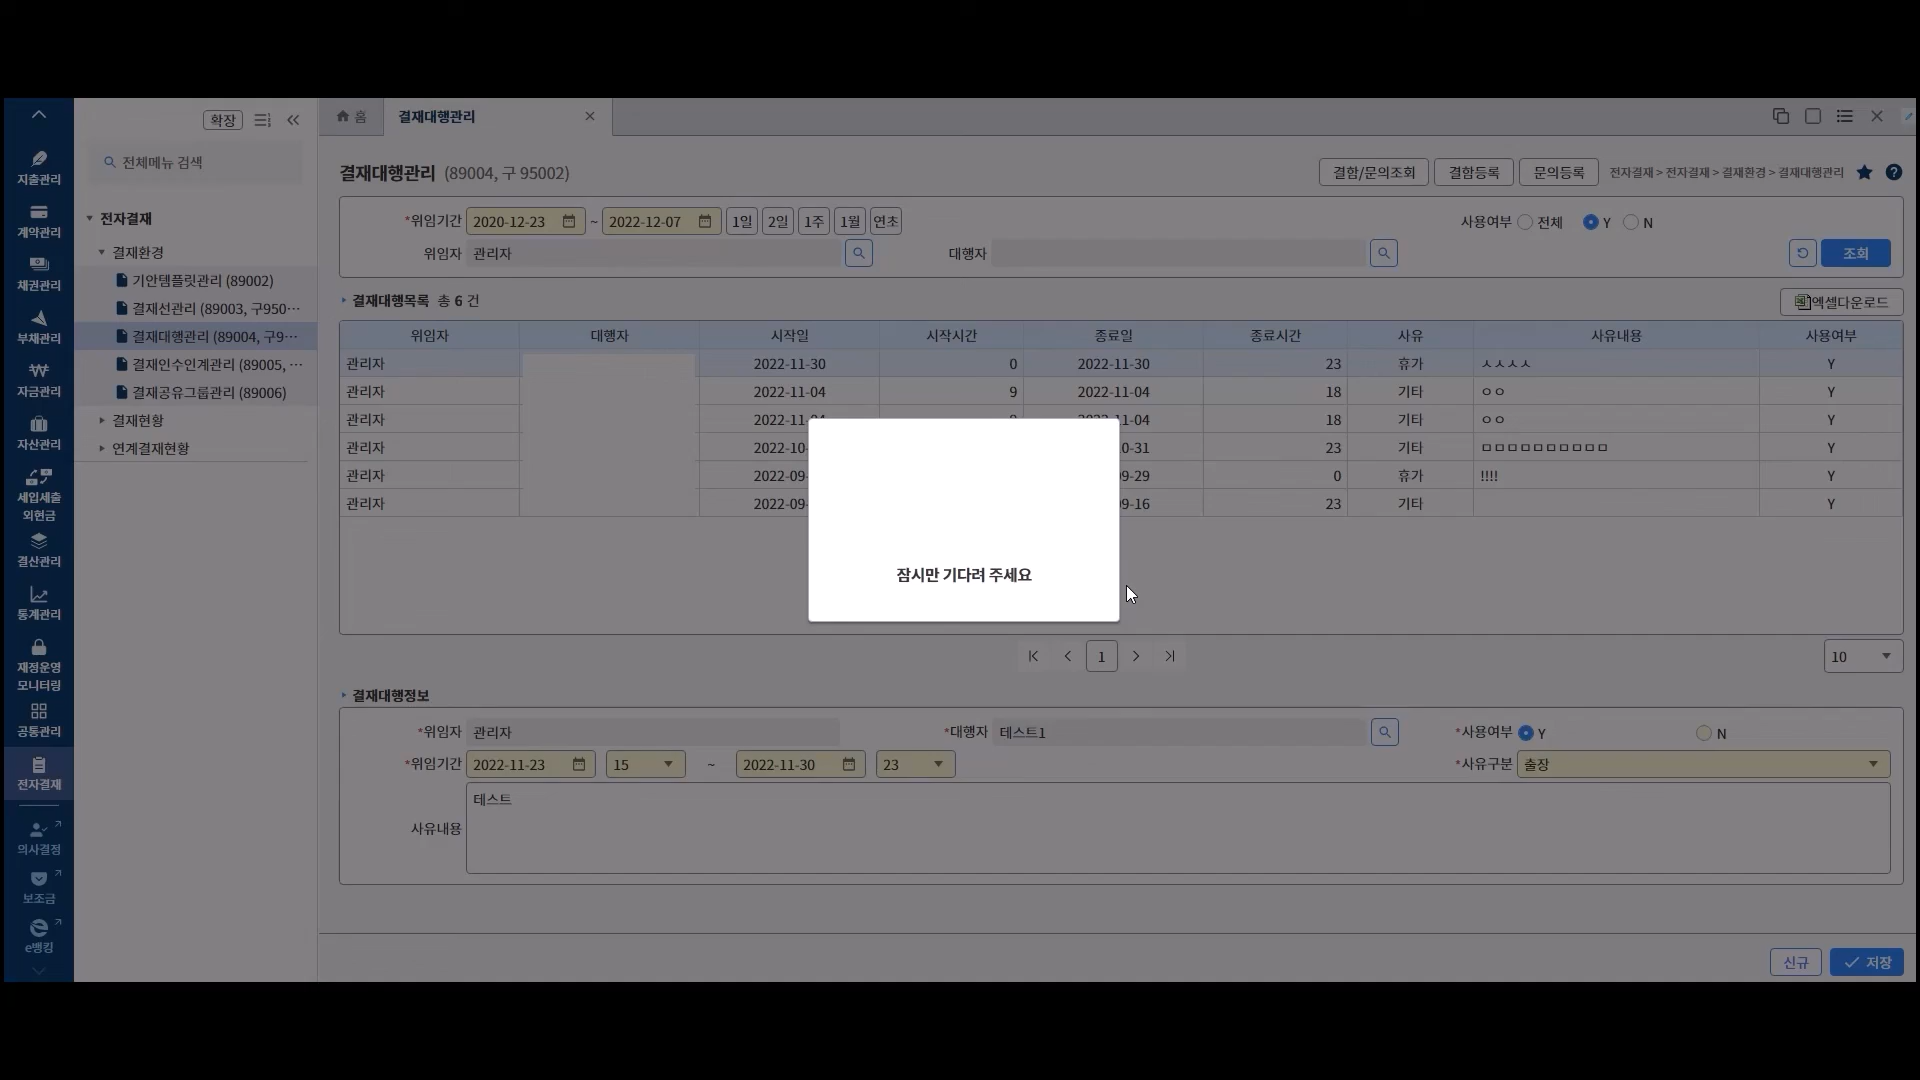 확장
홈
결재대행관리
지출관리
계약관리
채권관리
부채관리
자금관리
자산관리
세입세출
외현금
결산관리
통계관리
재정운영
모니터링
공통관리
전자결재
의사결정
보조금
e뱅킹
전체메뉴 검색
전자결재
결재환경
기안템플릿관리 (89002)
결재선관리 (89003, 구950···
결재대행관리 (89004, 구9···
결재인수인계관리 (89005, ···
결재공유그룹관리 (89006)
결재현황
연계결재현황
결재대행관리 (89004, 구 95002)
결함/문의조회 결함등록 문의등록 전자결재 > 전자결재 > 결재환경 > 결재대행관리
*위임기간 2020-12-23 ~ 2022-12-07 1일 2일 1주 1월 연초 사용여부 전체 Y N
위임자 관리자 대행자 조회
결재대행목록 총 6 건 엑셀다운로드
위임자 대행자 시작일 시작시간 종료일 종료시간 사유 사유내용 사용여부
관리자 2022-11-30 0 2022-11-30 23 휴가 ㅅㅅㅅㅅ Y
관리자 2022-11-04 9 2022-11-04 18 기타 ㅇㅇ Y
관리자 18 기타 ㅇㅇ Y
관리자 2022-10- 0-31 23 기타 ㅁㅁㅁㅁㅁㅁㅁㅁㅁㅁ Y
관리자 2022-09- 9-29 0 휴가 !!!! Y
관리자 2022-09- 9-16 23 기타 Y
잠시만 기다려 주세요
1
10
결재대행정보
*위임자 관리자 *대행자 테스트1 *사용여부 Y N
*위임기간 2022-11-23 15 ~ 2022-11-30 23 *사유구분 출장
사유내용 테스트
신규 저장